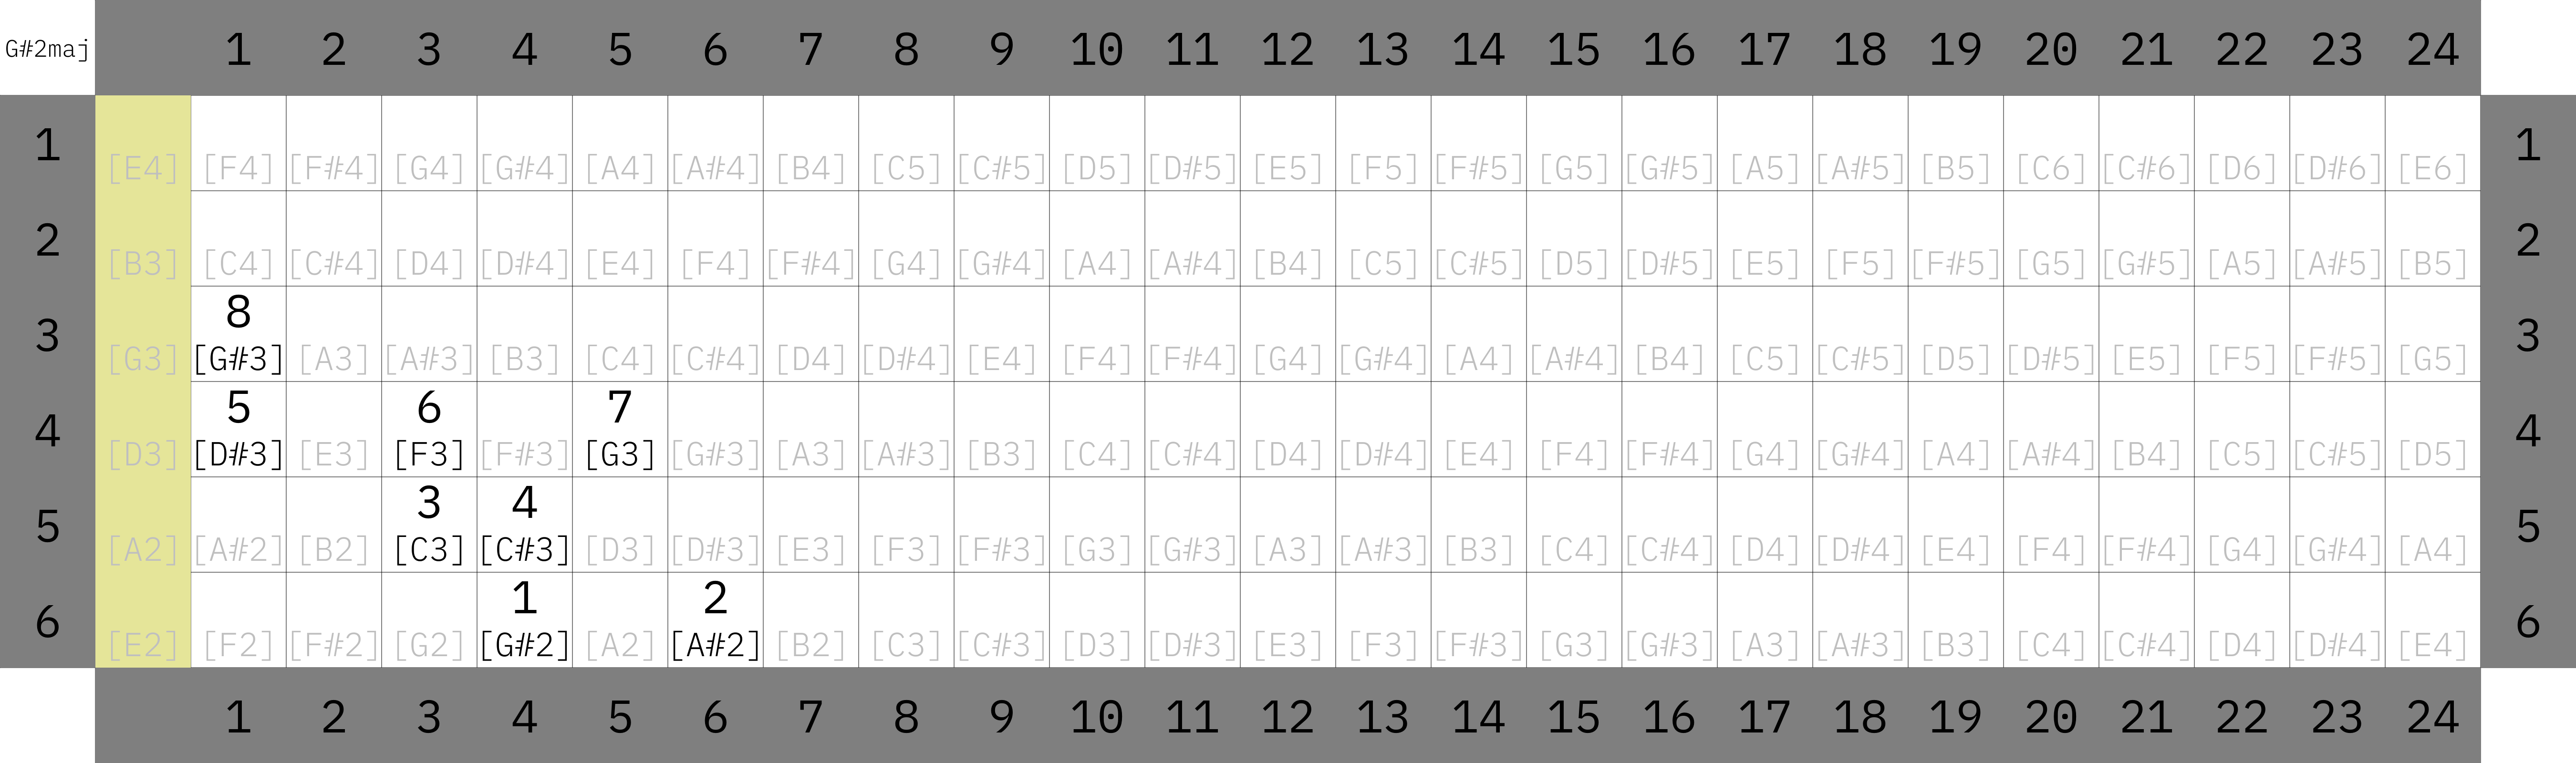 G#2maj 1 2 3 4 5 6 7 8 9 10 11 12 13 14 15 16 17 18 19 20 21 22 23 24
1 [E4] [F4] [F#4] [G4] [G#4] [A4] [A#4] [B4] [C5] [C#5] [D5] [D#5] [E5] [F5] [F#5] [G5] [G#5] [A5] [A#5] [B5] [C6] [C#6] [D6] [D#6] [E6] 1
2 [B3] [C4] [C#4] [D4] [D#4] [E4] [F4] [F#4] [G4] [G#4] [A4] [A#4] [B4] [C5] [C#5] [D5] [D#5] [E5] [F5] [F#5] [G5] [G#5] [A5] [A#5] [B5] 2
8
3 [G3] [G#3] [A3] [A#3] [B3] [C4] [C#4] [D4] [D#4] [E4] [F4] [F#4] [G4] [G#4] [A4] [A#4] [B4] [C5] [C#5] [D5] [D#5] [E5] [F5] [F#5] [G5] 3
5 6 7
4 [D3] [D#3] [E3] [F3] [F#3] [G3] [G#3] [A3] [A#3] [B3] [C4] [C#4] [D4] [D#4] [E4] [F4] [F#4] [G4] [G#4] [A4] [A#4] [B4] [C5] [C#5] [D5] 4
3 4
5 [A2] [A#2] [B2] [C3] [C#3] [D3] [D#3] [E3] [F3] [F#3] [G3] [G#3] [A3] [A#3] [B3] [C4] [C#4] [D4] [D#4] [E4] [F4] [F#4] [G4] [G#4] [A4] 5
1 2
6 [E2] [F2] [F#2] [G2] [G#2] [A2] [A#2] [B2] [C3] [C#3] [D3] [D#3] [E3] [F3] [F#3] [G3] [G#3] [A3] [A#3] [B3] [C4] [C#4] [D4] [D#4] [E4] 6
1 2 3 4 5 6 7 8 9 10 11 12 13 14 15 16 17 18 19 20 21 22 23 24